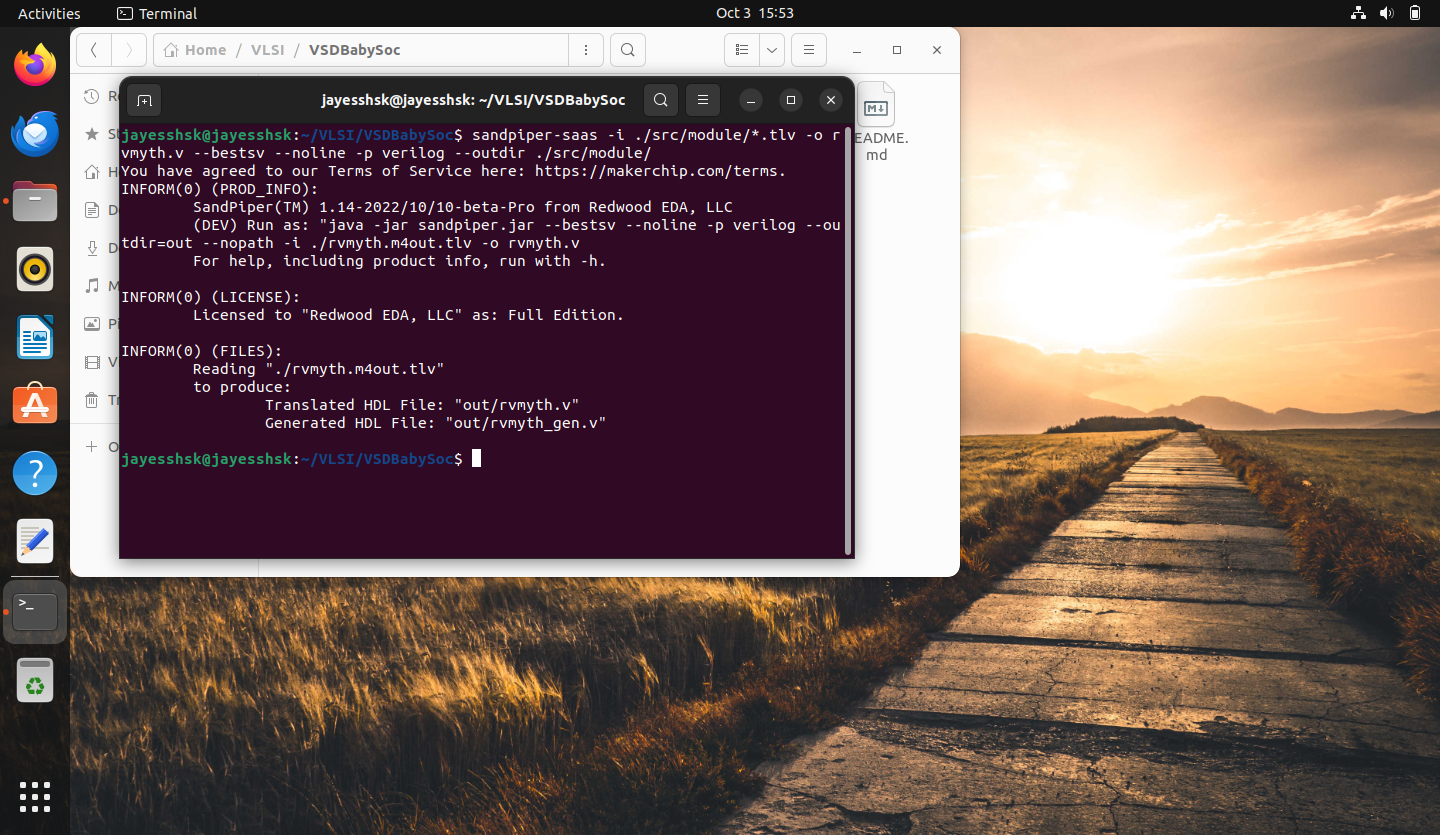 Activities
Terminal
Oct 3 15:53
Home / VLSI / VSDBabySoc
jayesshsk@jayesshsk: ~/VLSI/VSDBabySoc
jayesshsk@jayesshsk:~/VLSI/VSDBabySoc$ sandpiper-saas -i ./src/module/*.tlv -o r
vmyth.v --bestsv --noline -p verilog --outdir ./src/module/
You have agreed to our Terms of Service here: https://makerchip.com/terms.
INFORM(0) (PROD_INFO):
SandPiper(TM) 1.14-2022/10/10-beta-Pro from Redwood EDA, LLC
(DEV) Run as: "java -jar sandpiper.jar --bestsv --noline -p verilog --ou
tdir=out --nopath -i ./rvmyth.m4out.tlv -o rvmyth.v
For help, including product info, run with -h.
INFORM(0) (LICENSE):
Licensed to "Redwood EDA, LLC" as: Full Edition.
INFORM(0) (FILES):
Reading "./rvmyth.m4out.tlv"
to produce:
Translated HDL File: "out/rvmyth.v"
Generated HDL File: "out/rvmyth_gen.v"
jayesshsk@jayesshsk:~/VLSI/VSDBabySoc$
EADME.
md